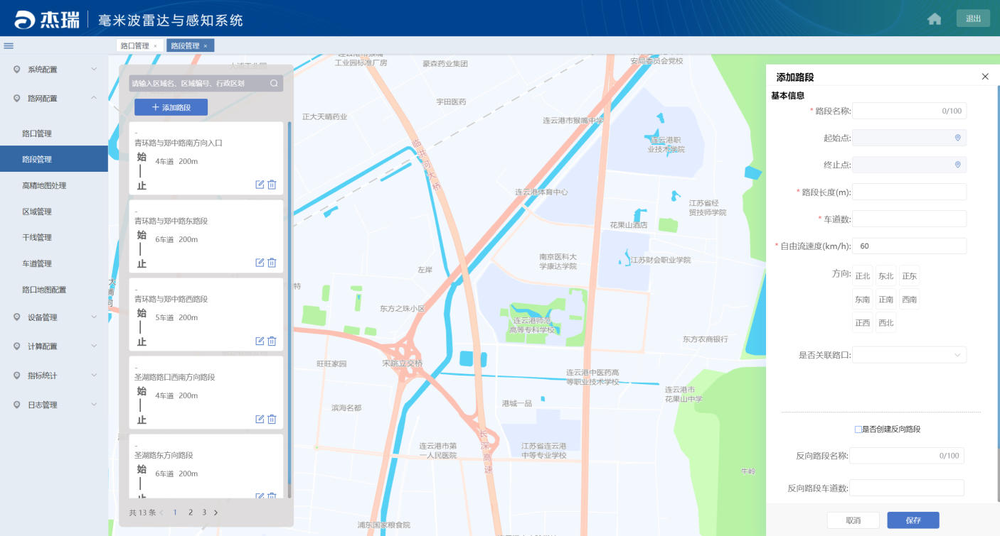 杰瑞
毫米波雷达与感知系统
退出
路口管理 ×
路段管理 ×
系统配置
路网配置
路口管理
路段管理
高精地图处理
区域管理
干线管理
车道管理
路口地图配置
设备管理
计算配置
指标统计
日志管理
请输入区域名、区域编号、行政区划
添加路段
-
青环路与郑中路南方向入口
始
4车道 200m
止
-
青环路与郑中路东路段
始
6车道 200m
止
-
青环路与郑中路西路段
始
5车道 200m
止
-
圣湖路路口西南方向路段
始
4车道 200m
止
-
圣湖路东方向路段
始
6车道 200m
止
共 13 条 < 1 2 3 >
工业园标准厂房
豪森药业集团
安局委员会党校
宇田医药
正大天晴药业
连云港市猴嘴中学
连云港职
业技术学院
临洪河大桥
连云港体育中心
江苏省经
贸技师学院
花果山酒店
南京医科大
学康达学院
江苏财会职业学院
左岸
特
大浦河
东方之珠小区
连云港师范
高等专科学校
东方农商银行
旺旺家园
宋跳立交桥
连云港中医药高
等职业技术学校
连云港市
花果山中学
滨海名都
港城一品
长深高速
连云港市第
一人民医院
江苏省连云港
中等专业学校
牛岭
浦东国家粮食院
添加路段
基本信息
* 路段名称: 0/100
起始点:
终止点:
* 路段长度(m):
* 车道数:
* 自由流速度(km/h): 60
方向: 正北 东北 正东
东南 正南 西南
正西 西北
是否关联路口:
是否创建反向路段
反向路段名称: 0/100
反向路段车道数:
取消
保存